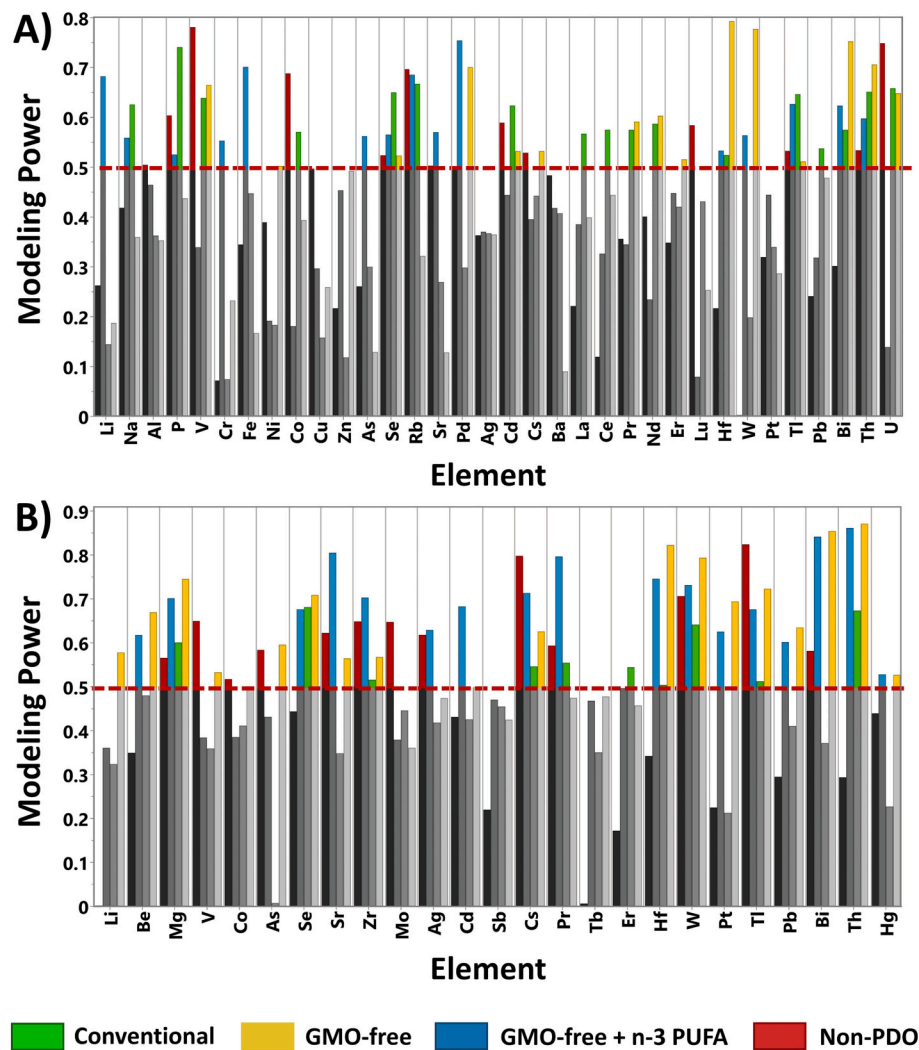 A)
Modeling Power
0.8
0.7
0.6
0.5
0.4
0.3
0.2
0.1
0
Li Na Al P V Cr Fe Ni Co Cu Zn As Se Rb Sr Pd Ag Cd Cs Ba La Ce Pr Nd Er Lu Hf W Pt Tl Pb Bi Th U
Element
B)
Modeling Power
0.9
0.8
0.7
0.6
0.5
0.4
0.3
0.2
0.1
0
Li Be Mg V Co As Se Sr Zr Mo Ag Cd Sb Cs Pr Tb Er Hf W Pt Tl Pb Bi Th Hg
Element
Conventional GMO-free GMO-free + n-3 PUFA Non-PDO